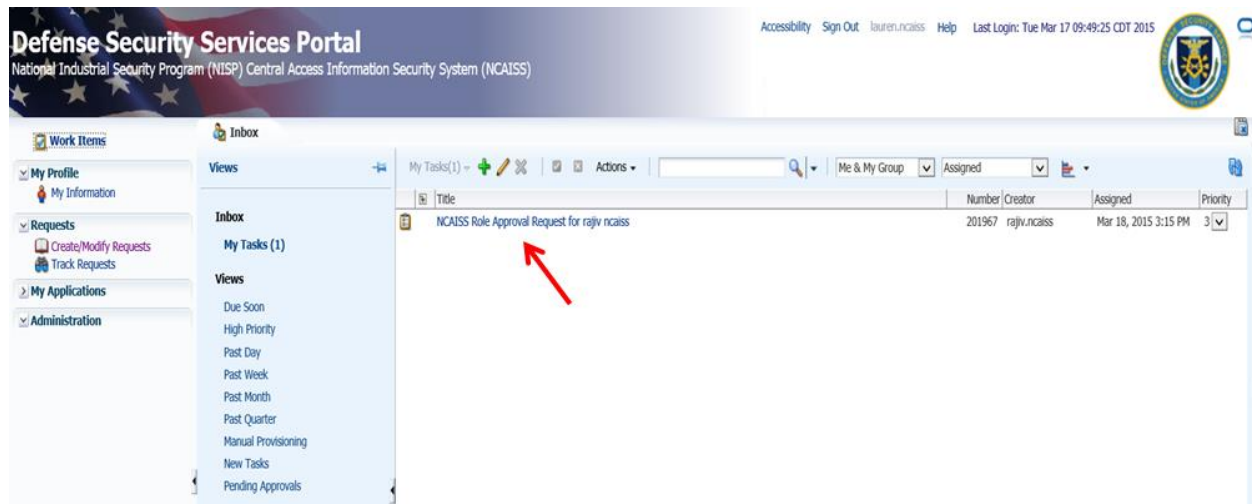 Defense Security Services Portal
National Industrial Security Program (NISP) Central Access Information Security System (NCAISS)
Accessibility Sign Out lauren.ncaiss Help Last Login: Tue Mar 17 09:49:25 CDT 2015
Work Items
My Profile
My Information
Requests
Create/Modify Requests
Track Requests
My Applications
Administration
Inbox
Views
Inbox
My Tasks (1)
Views
Due Soon
High Priority
Past Day
Past Week
Past Month
Past Quarter
Manual Provisioning
New Tasks
Pending Approvals
My Tasks(1) Actions Me & My Group Assigned
Title Number Creator Assigned Priority
NCAISS Role Approval Request for rajiv ncaiss 201967 rajiv.ncaiss Mar 18, 2015 3:15 PM 3